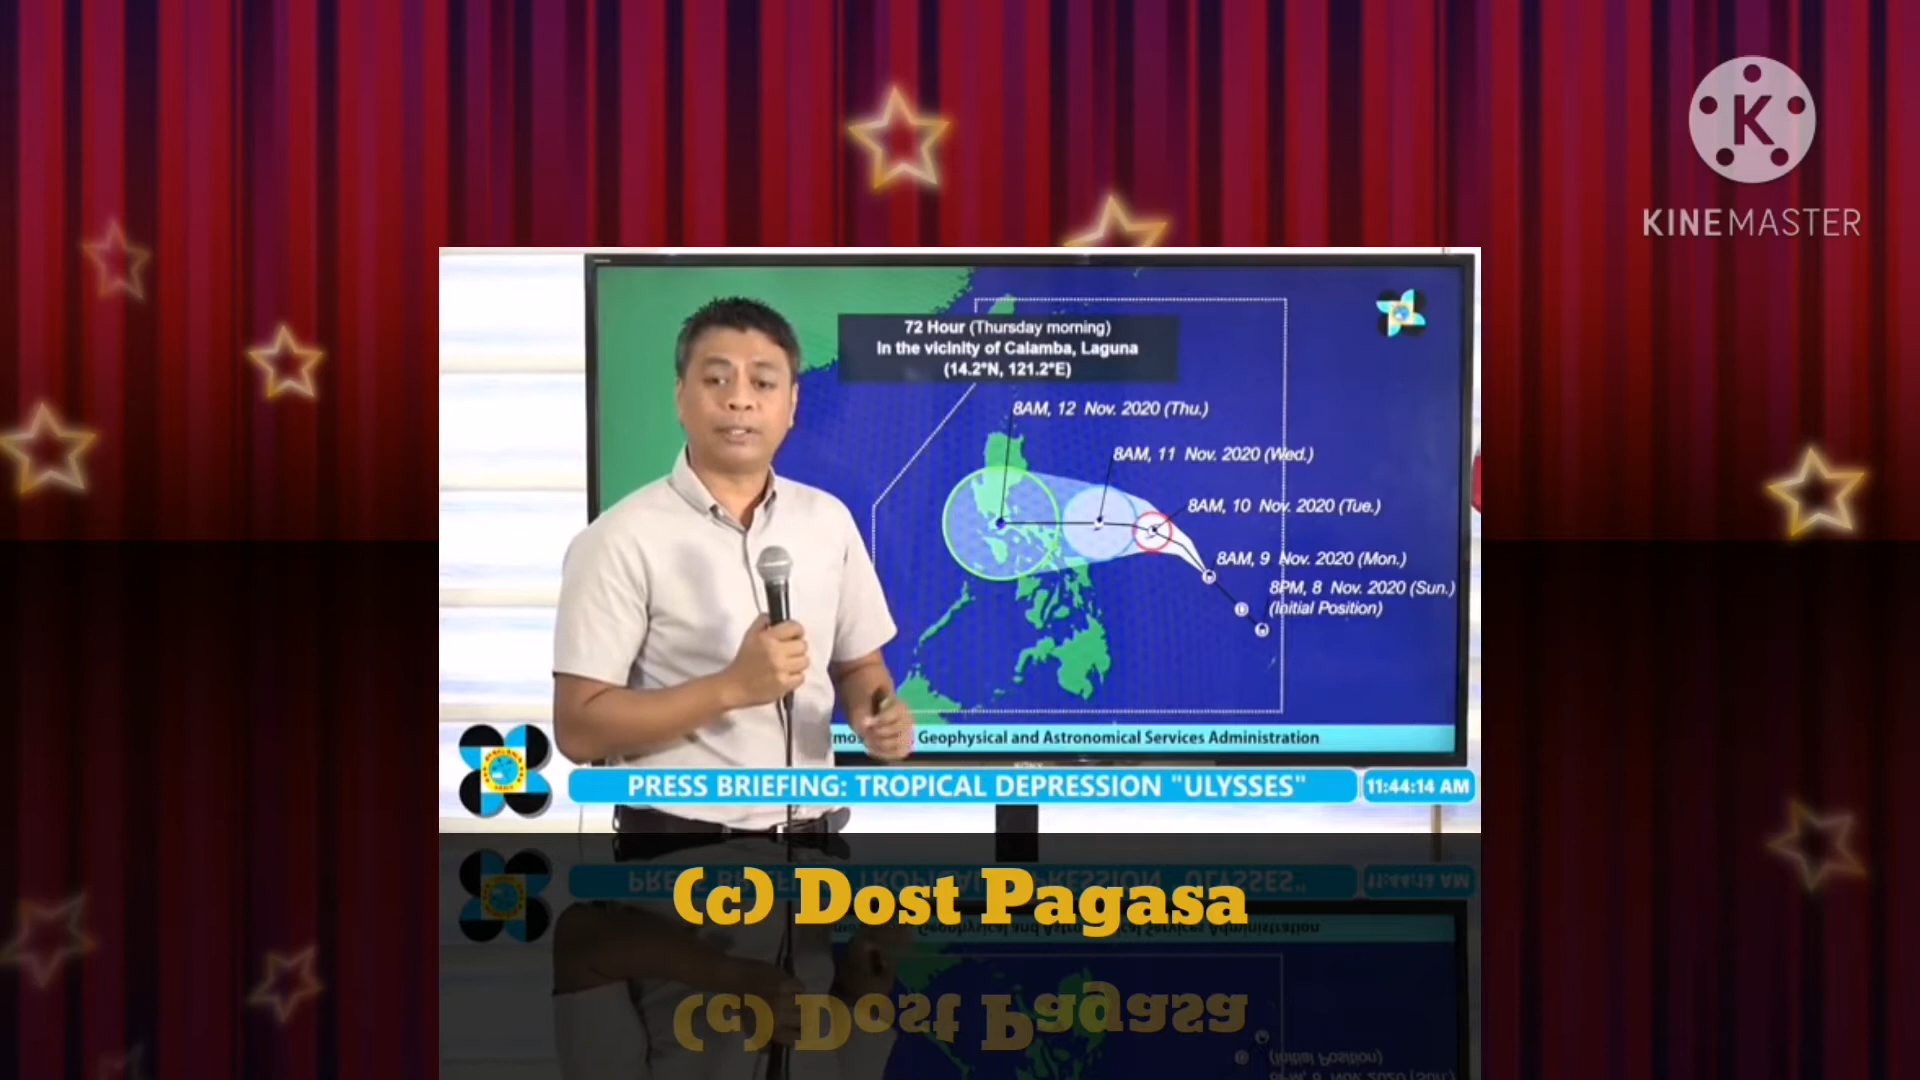 K
KINEMASTER
72 Hour (Thursday morning)
In the vicinity of Calamba, Laguna
(14.2°N, 121.2°E)
8AM, 12 Nov. 2020 (Thu.)
8AM, 11 Nov. 2020 (Wed.)
8AM, 10 Nov. 2020 (Tue.)
8AM, 9 Nov. 2020 (Mon.)
8PM, 8 Nov. 2020 (Sun.)
(Initial Position)
Geophysical and Astronomical Services Administration
PRESS BRIEFING: TROPICAL DEPRESSION "ULYSSES"
11:44:14 AM
(c) Dost Pagasa